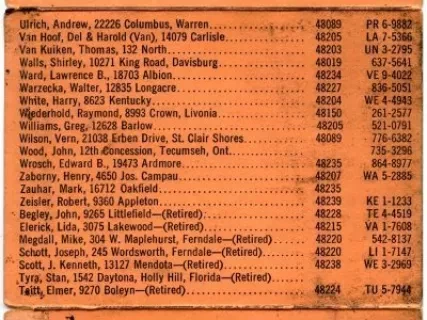 Ulrich, Andrew, 22226 Columbus, Warren 48089 PR 6-9882
Van Hoof, Del & Harold (Van), 14079 Carlisle 48205 LA 7-5366
Van Kuiken, Thomas, 132 North 48203 UN 3-2795
Walls, Shirley, 10271 King Road, Davisburg 48019 637-5641
Ward, Lawrence B., 18703 Albion 48234 VE 9-4022
Warzecka, Walter, 12835 Longacre 48227 836-5051
White, Harry, 8623 Kentucky 48204 WE 4-4943
Wiederhold, Raymond, 8993 Crown, Livonia 48150 261-2577
Williams, Greg, 12628 Barlow 48205 521-0791
Wilson, Vern, 21038 Erben Drive, St. Clair Shores 48089 776-6382
Wood, John, 12th Concession, Tecumseh, Ont. 735-3296
Wrosch, Edward B., 19473 Ardmore 48235 864-8977
Zaborny, Henry, 4650 Jos. Campau 48207 WA 5-2885
Zauhar, Mark, 16712 Oakfield 48235
Zeisler, Robert, 9360 Appleton 48239 KE 1-1233
Begley, John, 9265 Littlefield—(Retired) 48228 TE 4-4519
Elerick, Lida, 3075 Lakewood—(Retired) 48215 VA 1-7608
Megdall, Mike, 304 W. Maplehurst, Ferndale—(Retired) 48220 542-8137
Schott, Joseph, 245 Wordsworth, Ferndale—(Retired) 48220 LI 1-7147
Scott, J. Kenneth, 13127 Mendota—(Retired) 48238 WE 3-2969
Tyra, Stan, 1542 Daytona, Holly Hill, Florida—(Retired)
Taitt, Elmer, 9270 Boleyn—(Retired) 48224 TU 5-7944